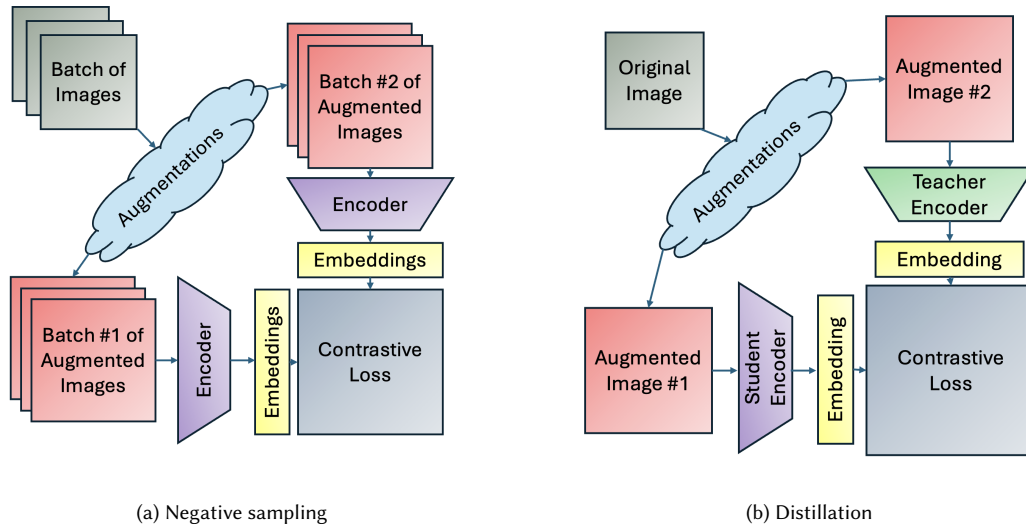 Batch of
Images
Augmentations
Batch #2 of
Augmented
Images
Encoder
Embeddings
Batch #1 of
Augmented
Images
Encoder
Embeddings
Contrastive
Loss
(a) Negative sampling
Original
Image
Augmentations
Augmented
Image #2
Teacher
Encoder
Embedding
Augmented
Image #1
Student
Encoder
Embedding
Contrastive
Loss
(b) Distillation